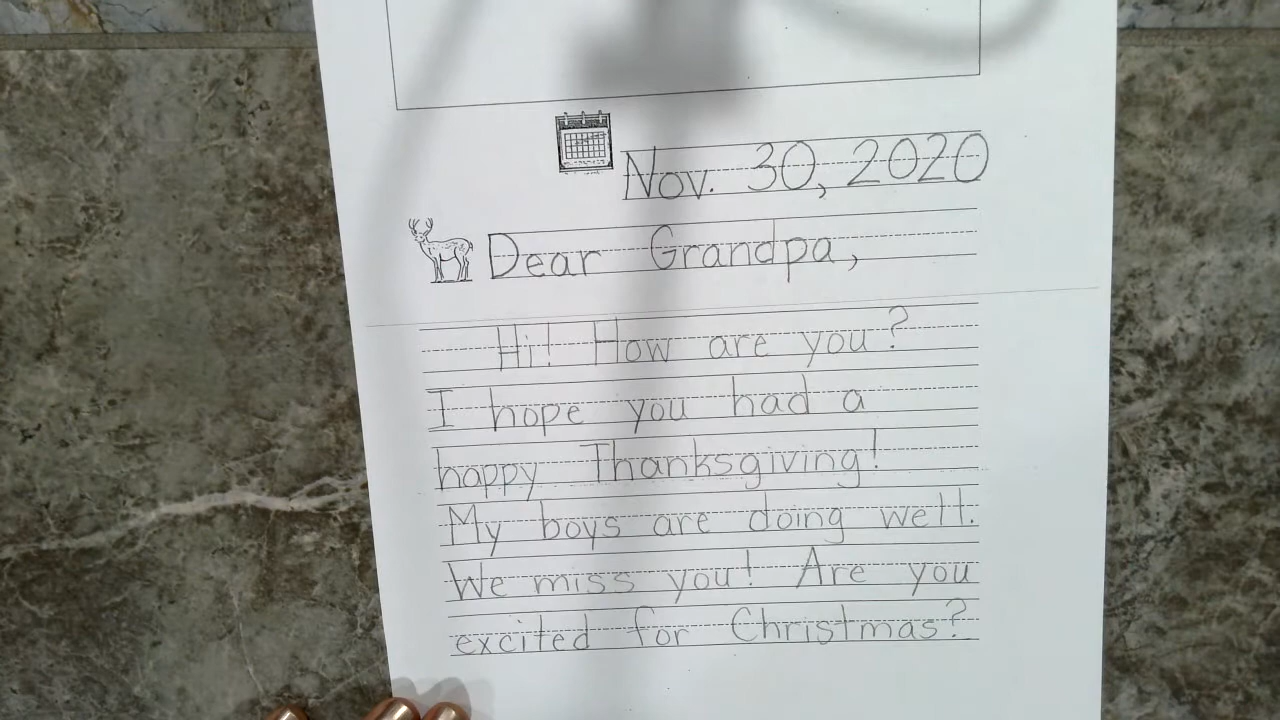 Nov. 30, 2020
Dear Grandpa,
Hi! How are you?
I hope you had a
happy Thanksgiving!
My boys are doing well.
We miss you! Are you
excited for Christmas?